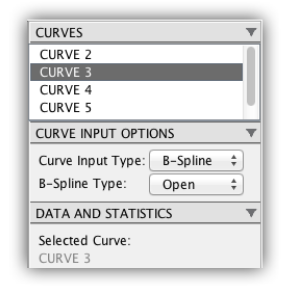 CURVES
CURVE 2
CURVE 3
CURVE 4
CURVE 5
CURVE INPUT OPTIONS
Curve Input Type: B-Spline
B-Spline Type: Open
DATA AND STATISTICS
Selected Curve:
CURVE 3